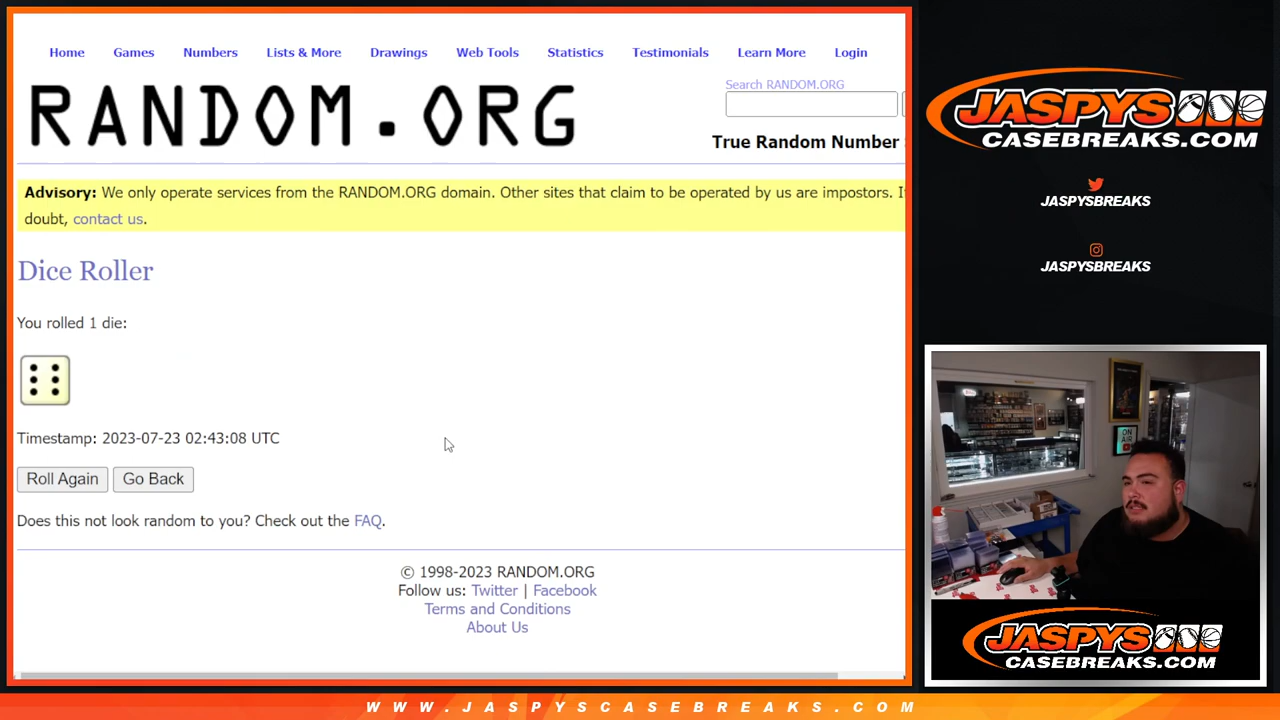 Home Games Numbers Lists & More Drawings Web Tools Statistics Testimonials Learn More Login
Search RANDOM.ORG
RANDOM.ORG
True Random Number
Advisory: We only operate services from the RANDOM.ORG domain. Other sites that claim to be operated by us are impostors. I
doubt, contact us.
Dice Roller
You rolled 1 die:
Timestamp: 2023-07-23 02:43:08 UTC
Roll Again Go Back
Does this not look random to you? Check out the FAQ.
© 1998-2023 RANDOM.ORG
Follow us: Twitter | Facebook
Terms and Conditions
About Us
JASPYS
CASEBREAKS.COM
JASPYSBREAKS
JASPYSBREAKS
ON
AIR
JASPYS
CASEBREAKS.COM
WWW.JASPYSCASEBREAKS.COM